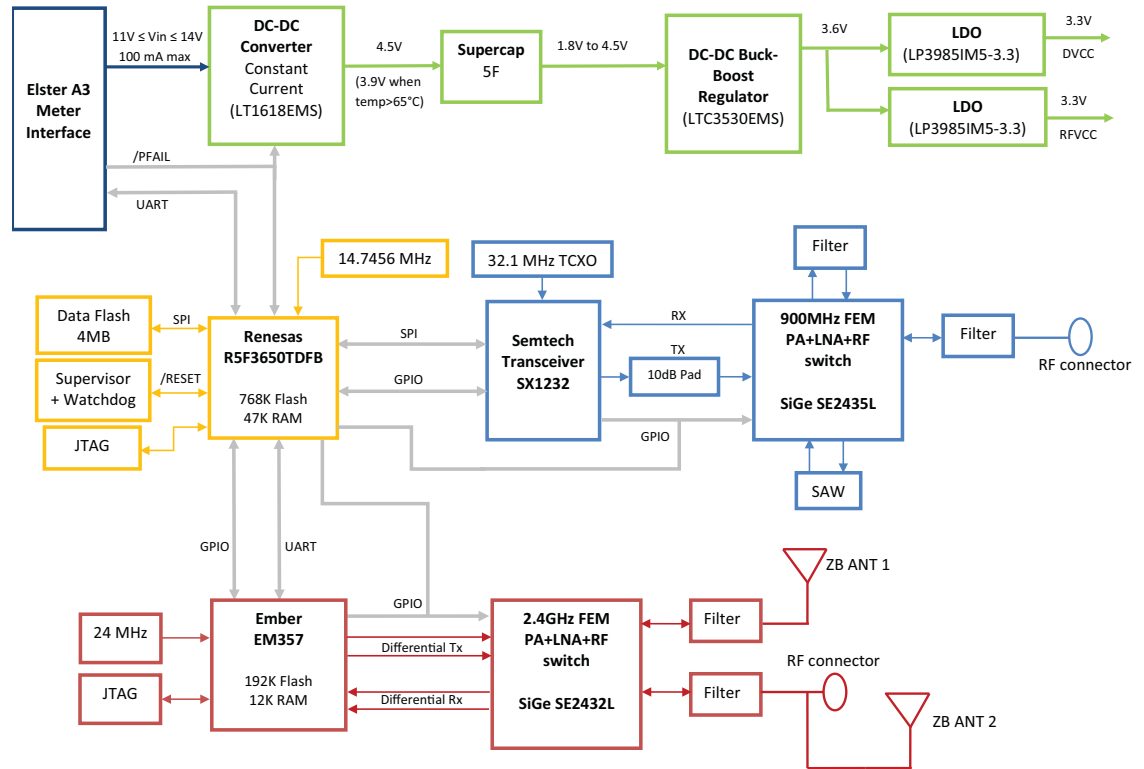 Elster A3
Meter
Interface
11V ≤ Vin ≤ 14V
100 mA max
DC-DC
Converter
Constant
Current
(LT1618EMS)
4.5V
(3.9V when
temp>65°C)
Supercap
5F
1.8V to 4.5V
DC-DC Buck-
Boost
Regulator
(LTC3530EMS)
3.6V
LDO
(LP3985IM5-3.3)
3.3V
DVCC
LDO
(LP3985IM5-3.3)
3.3V
RFVCC
/PFAIL
UART
14.7456 MHz
32.1 MHz TCXO
Filter
Data Flash
4MB
SPI
Supervisor
+ Watchdog
/RESET
JTAG
Renesas
R5F3650TDFB
768K Flash
47K RAM
SPI
GPIO
Semtech
Transceiver
SX1232
RX
TX
10dB Pad
GPIO
900MHz FEM
PA+LNA+RF
switch
SiGe SE2435L
Filter
RF connector
SAW
GPIO
UART
24 MHz
JTAG
Ember
EM357
192K Flash
12K RAM
GPIO
Differential Tx
Differential Rx
2.4GHz FEM
PA+LNA+RF
switch
SiGe SE2432L
Filter
ZB ANT 1
Filter
RF connector
ZB ANT 2